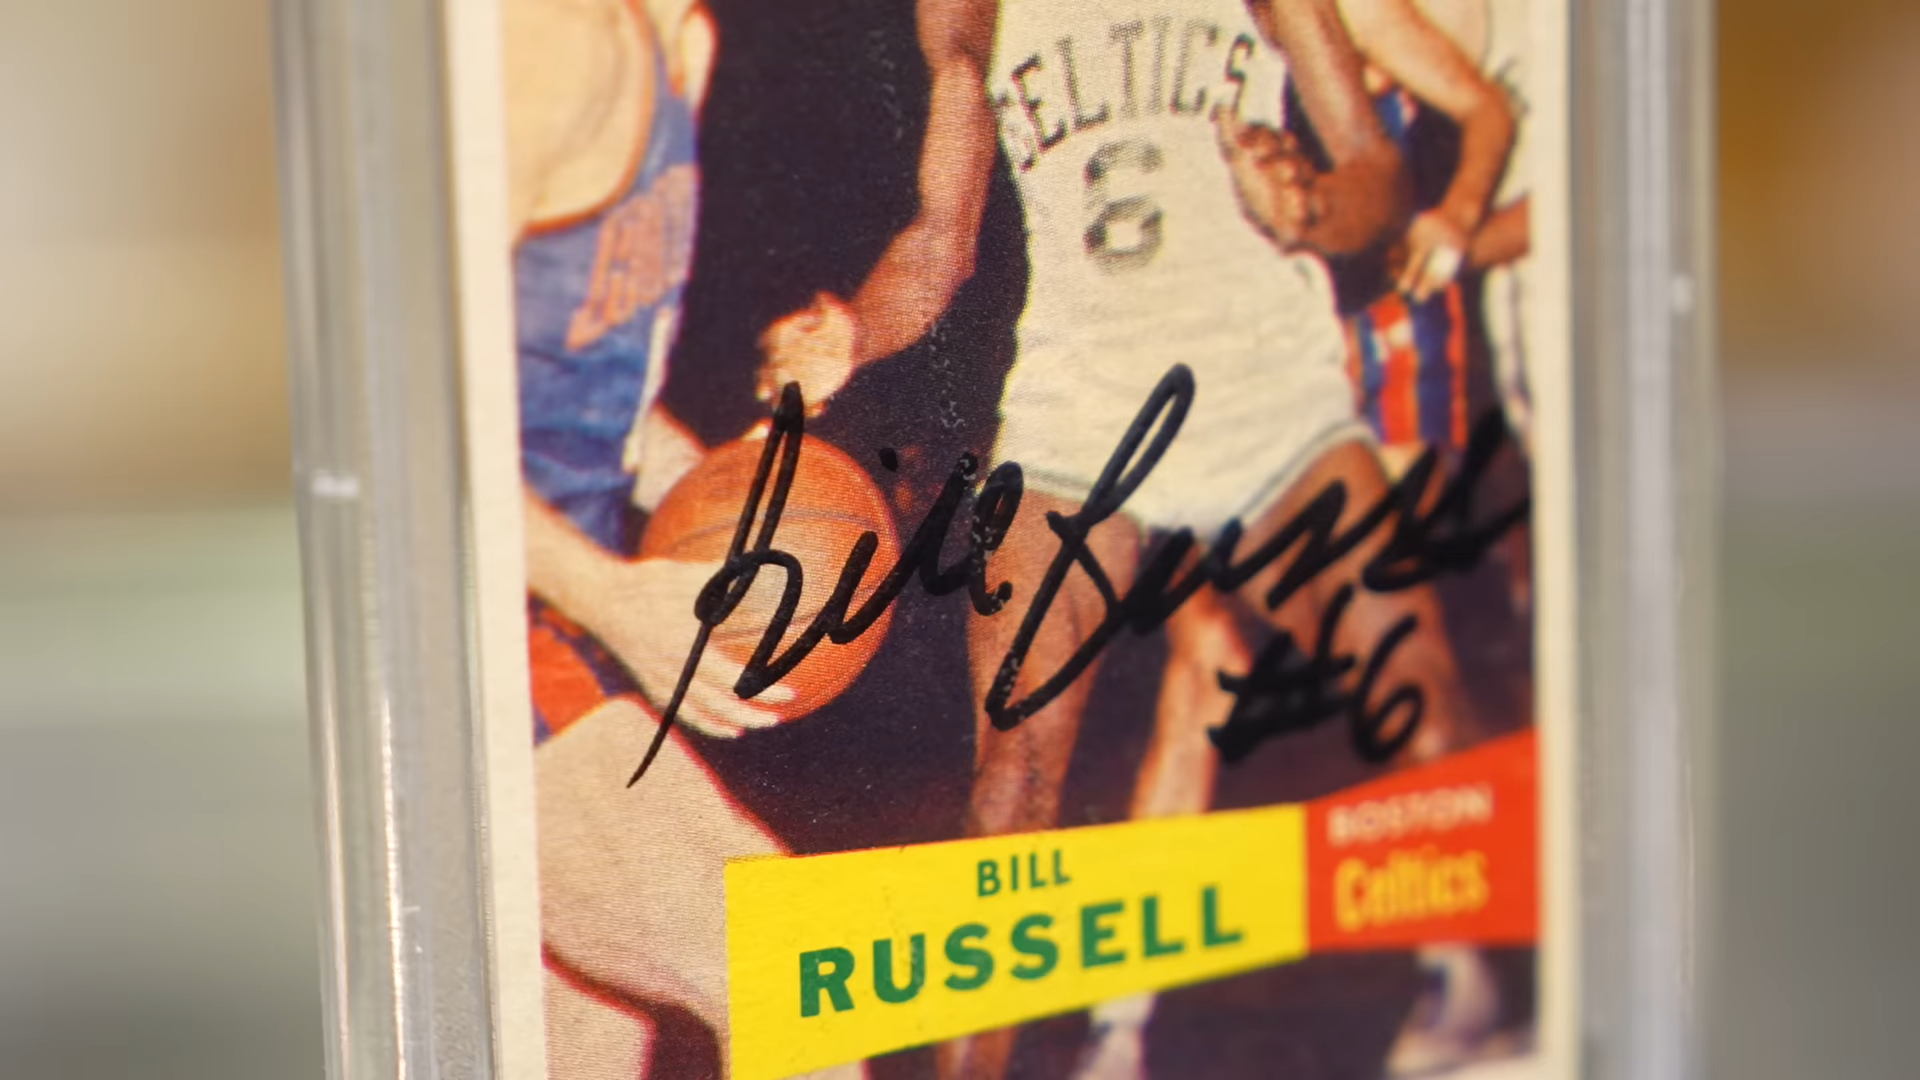 CELTICS
6
Bill Russell
#6
BILL
RUSSELL
BOSTON
Celtics